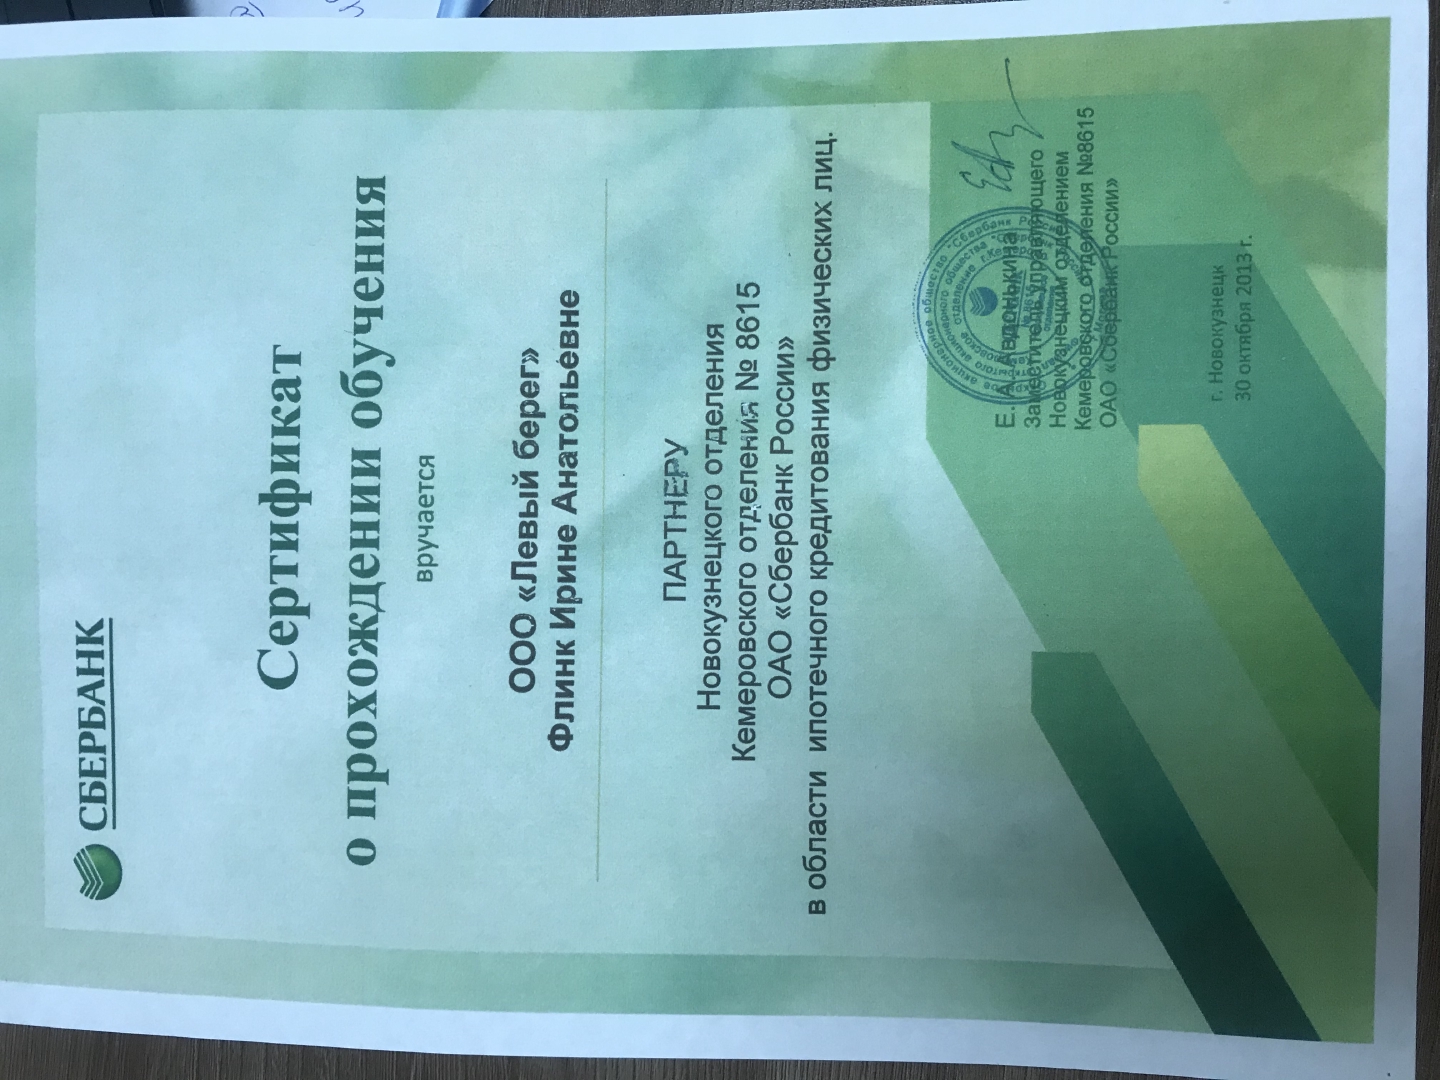 СБЕРБАНК
Сертификат
о прохождении обучения
вручается
ООО «Левый берег»
Флинк Ирине Анатольевне
ПАРТНЕРУ
Новокузнецкого отделения
Кемеровского отделения № 8615
ОАО «Сбербанк России»
в области ипотечного кредитования физических лиц.
Е. А. Авдонькина
Заместитель управляющего
Новокузнецким отделением
Кемеровского отделения №8615
ОАО «Сбербанк России»
г. Новокузнецк
30 октября 2013 г.